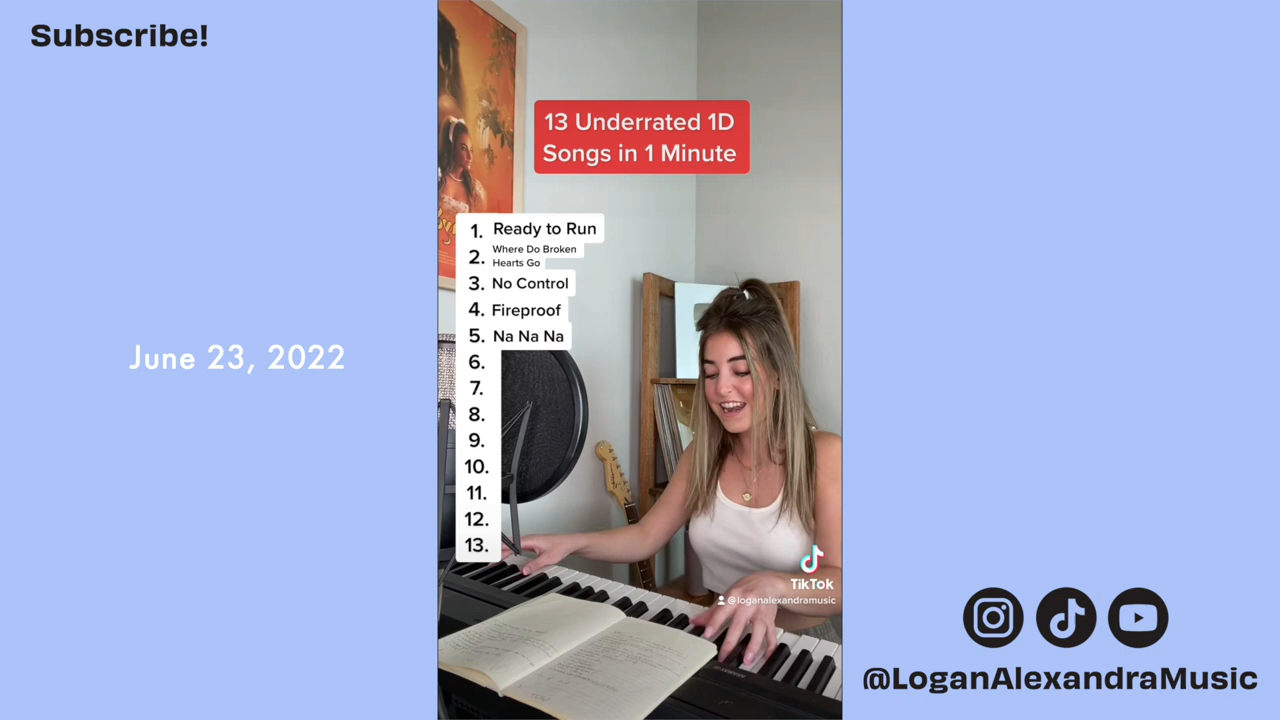 Subscribe!
13 Underrated 1D
Songs in 1 Minute
1. Ready to Run
2. Where Do Broken
Hearts Go
3. No Control
4. Fireproof
5. Na Na Na
6.
7.
8.
9.
10.
11.
12.
13.
June 23, 2022
TikTok
@loganalexandramusic
@LoganAlexandraMusic